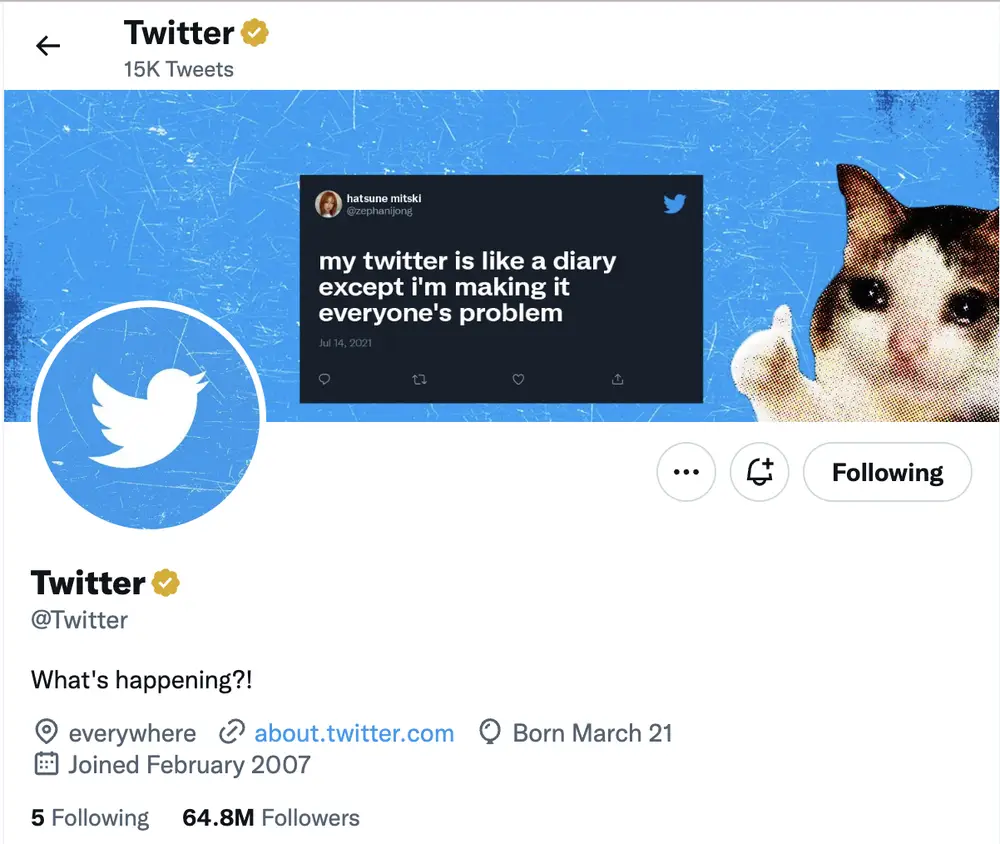 Twitter
15K Tweets
hatsune mitski
@zephanijong
my twitter is like a diary
except i'm making it
everyone's problem
Jul 14, 2021
Following
Twitter
@Twitter
What's happening?!
everywhere about.twitter.com Born March 21
Joined February 2007
5 Following 64.8M Followers